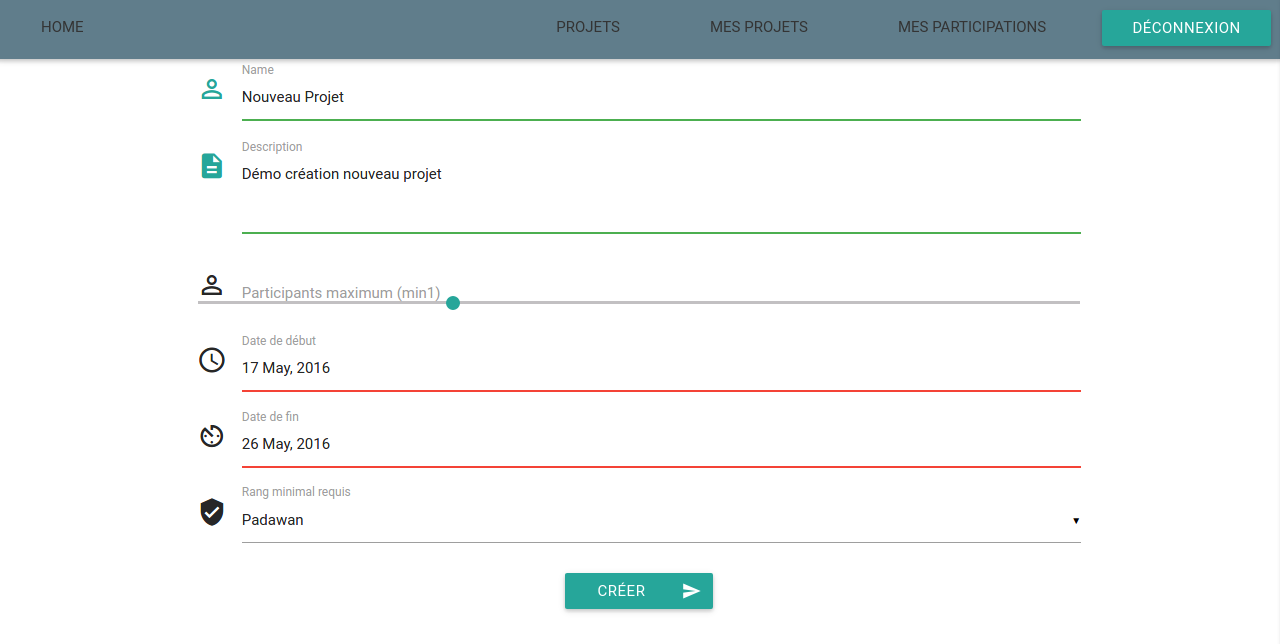 HOME
PROJETS
MES PROJETS
MES PARTICIPATIONS
DÉCONNEXION
Name
Nouveau Projet
Description
Démo création nouveau projet
Participants maximum (min1)
Date de début
17 May, 2016
Date de fin
26 May, 2016
Rang minimal requis
Padawan
CRÉER